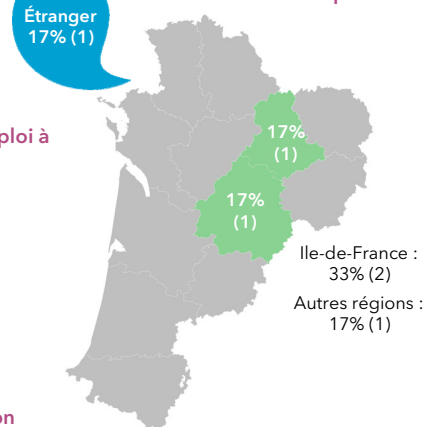 Étranger
17% (1)
ploi à
17%
(1)
17%
(1)
Ile-de-France :
33% (2)
Autres régions :
17% (1)
on